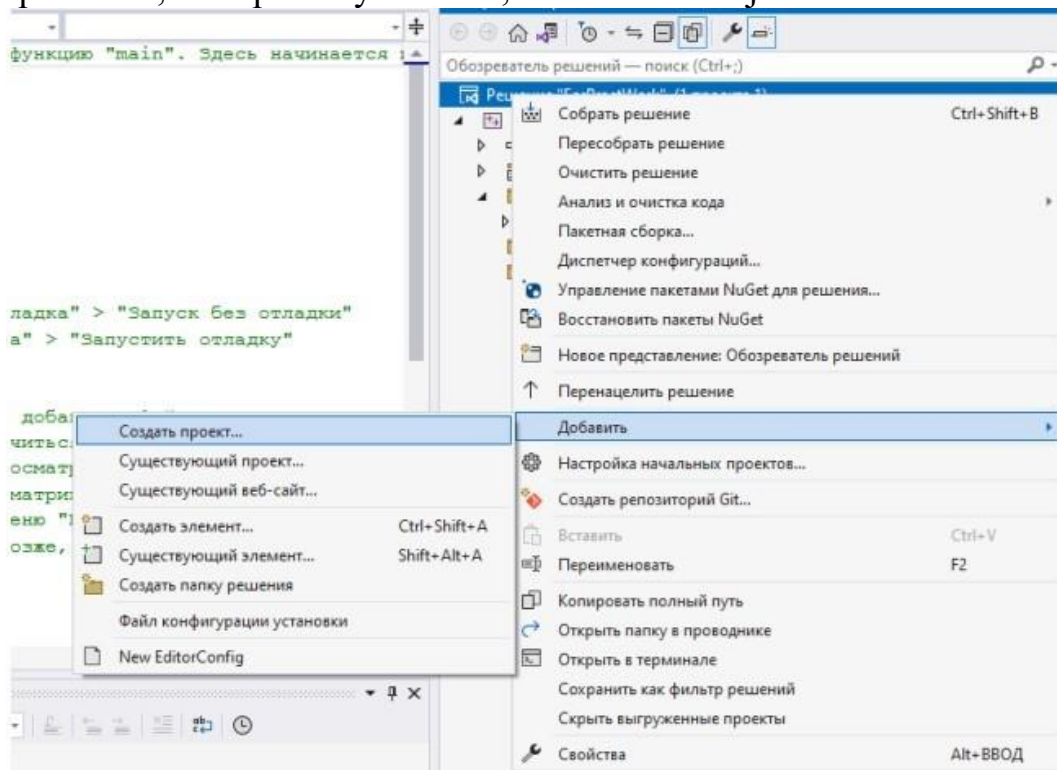 функцию "main". Здесь начинается
ладка" > "Запуск без отладки"
а" > "Запустить отладку"
Обозреватель решений — поиск (Ctrl+;)
Собрать решение Ctrl+Shift+B
Пересобрать решение
Очистить решение
Анализ и очистка кода
Пакетная сборка...
Диспетчер конфигураций...
Управление пакетами NuGet для решения...
Восстановить пакеты NuGet
Новое представление: Обозреватель решений
Перенацелить решение
Добавить
Настройка начальных проектов...
Создать репозиторий Git...
Вставить Ctrl+V
Переименовать F2
Копировать полный путь
Открыть папку в проводнике
Открыть в терминале
Сохранить как фильтр решений
Скрыть выгруженные проекты
Свойства Alt+ВВОД
Создать проект...
Существующий проект...
Существующий веб-сайт...
Создать элемент... Ctrl+Shift+A
Существующий элемент... Shift+Alt+A
Создать папку решения
Файл конфигурации установки
New EditorConfig